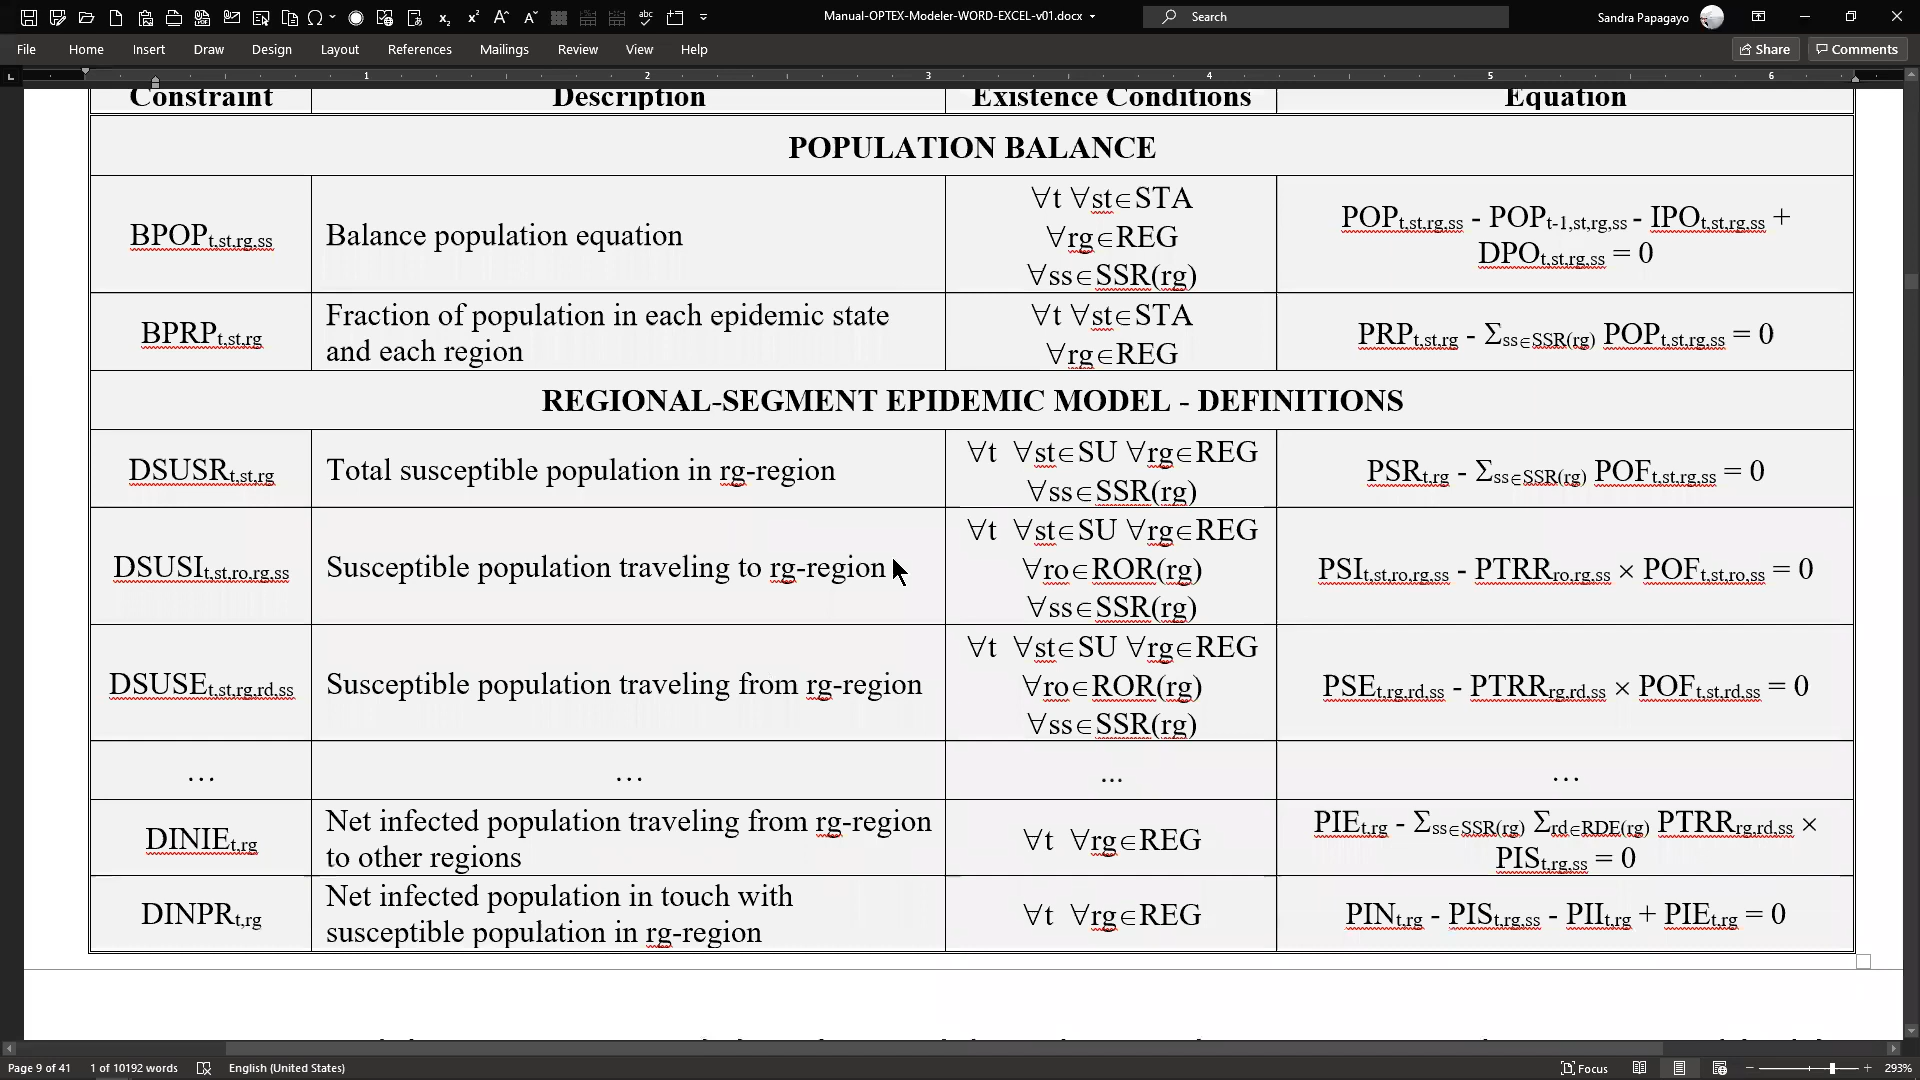 Manual-OPTEX-Modeler-WORD-EXCEL-v01.docx
Search
Sandra Papagayo
File Home Insert Draw Design Layout References Mailings Review View Help
Share Comments
1 2 3 4 5 6
Constraint Description Existence Conditions Equation
POPULATION BALANCE
BPOPt,st,rg,ss
Balance population equation
∀t ∀st∈STA
∀rg∈REG
∀ss∈SSR(rg)
POPt,st,rg,ss - POPt-1,st,rg,ss - IPOt,st,rg,ss +
DPOt,st,rg,ss = 0
BPRPt,st,rg
Fraction of population in each epidemic state
and each region
∀t ∀st∈STA
∀rg∈REG
PRPt,st,rg - Σss∈SSR(rg) POPt,st,rg,ss = 0
REGIONAL-SEGMENT EPIDEMIC MODEL - DEFINITIONS
DSUSRt,st,rg
Total susceptible population in rg-region
∀t ∀st∈SU ∀rg∈REG
∀ss∈SSR(rg)
PSRt,rg - Σss∈SSR(rg) POFt,st,rg,ss = 0
DSUSIt,st,ro,rg,ss
Susceptible population traveling to rg-region
∀t ∀st∈SU ∀rg∈REG
∀ro∈ROR(rg)
∀ss∈SSR(rg)
PSIt,st,ro,rg,ss - PTRRro,rg,ss × POFt,st,ro,ss = 0
DSUSEt,st,rg,rd,ss
Susceptible population traveling from rg-region
∀t ∀st∈SU ∀rg∈REG
∀ro∈ROR(rg)
∀ss∈SSR(rg)
PSEt,rg,rd,ss - PTRRrg,rd,ss × POFt,st,rd,ss = 0
… … ... …
DINIEt,rg
Net infected population traveling from rg-region
to other regions
∀t ∀rg∈REG
PIEt,rg - Σss∈SSR(rg) Σrd∈RDE(rg) PTRRrg,rd,ss ×
PISt,rg,ss = 0
DINPRt,rg
Net infected population in touch with
susceptible population in rg-region
∀t ∀rg∈REG
PINt,rg - PISt,rg,ss - PIIt,rg + PIEt,rg = 0
Page 9 of 41 1 of 10192 words English (United States)
Focus
293%